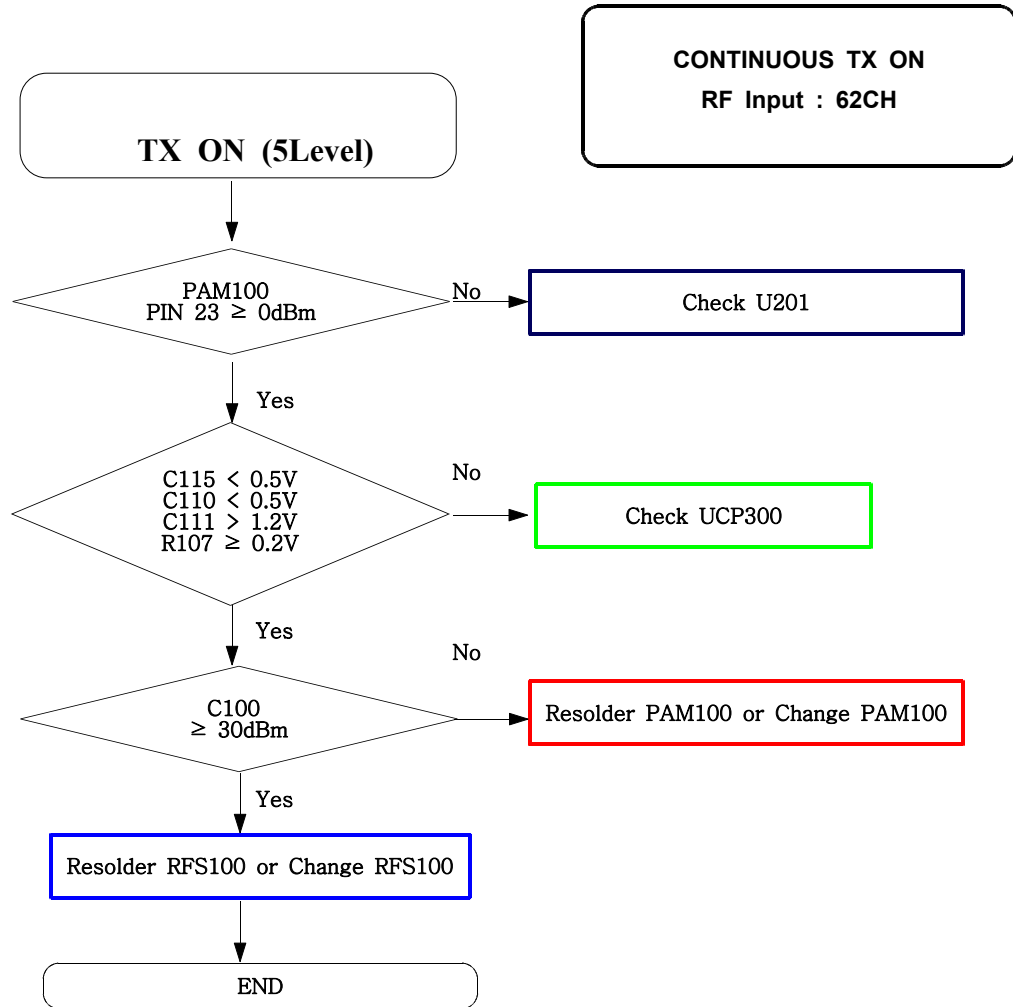 CONTINUOUS TX ON
RF Input : 62CH
TX ON (5Level)
PAM100
PIN 23 ≥ 0dBm
No
Check U201
Yes
C115 < 0.5V
C110 < 0.5V
C111 > 1.2V
R107 ≥ 0.2V
No
Check UCP300
Yes
No
C100
≥ 30dBm
Resolder PAM100 or Change PAM100
Yes
Resolder RFS100 or Change RFS100
END